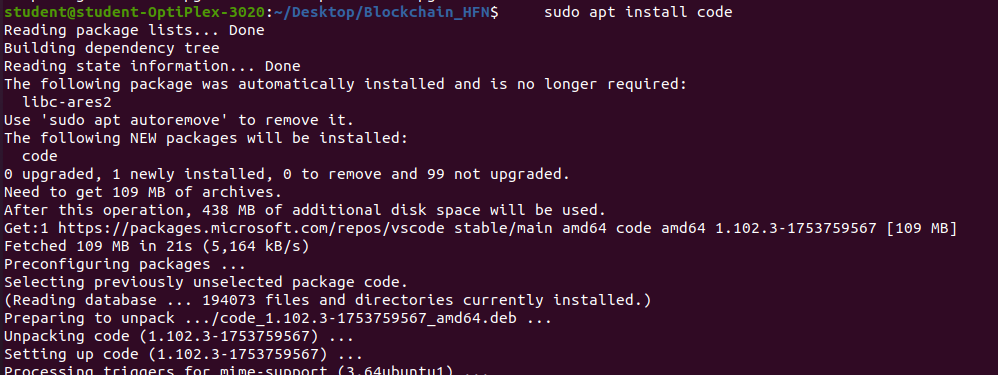 student@student-OptiPlex-3020:~/Desktop/Blockchain_HFN$     sudo apt install code
Reading package lists... Done
Building dependency tree
Reading state information... Done
The following package was automatically installed and is no longer required:
  libc-ares2
Use 'sudo apt autoremove' to remove it.
The following NEW packages will be installed:
  code
0 upgraded, 1 newly installed, 0 to remove and 99 not upgraded.
Need to get 109 MB of archives.
After this operation, 438 MB of additional disk space will be used.
Get:1 https://packages.microsoft.com/repos/vscode stable/main amd64 code amd64 1.102.3-1753759567 [109 MB]
Fetched 109 MB in 21s (5,164 kB/s)
Preconfiguring packages ...
Selecting previously unselected package code.
(Reading database ... 194073 files and directories currently installed.)
Preparing to unpack .../code_1.102.3-1753759567_amd64.deb ...
Unpacking code (1.102.3-1753759567) ...
Setting up code (1.102.3-1753759567) ...
Processing triggers for mime-support (3.64ubuntu1) ...